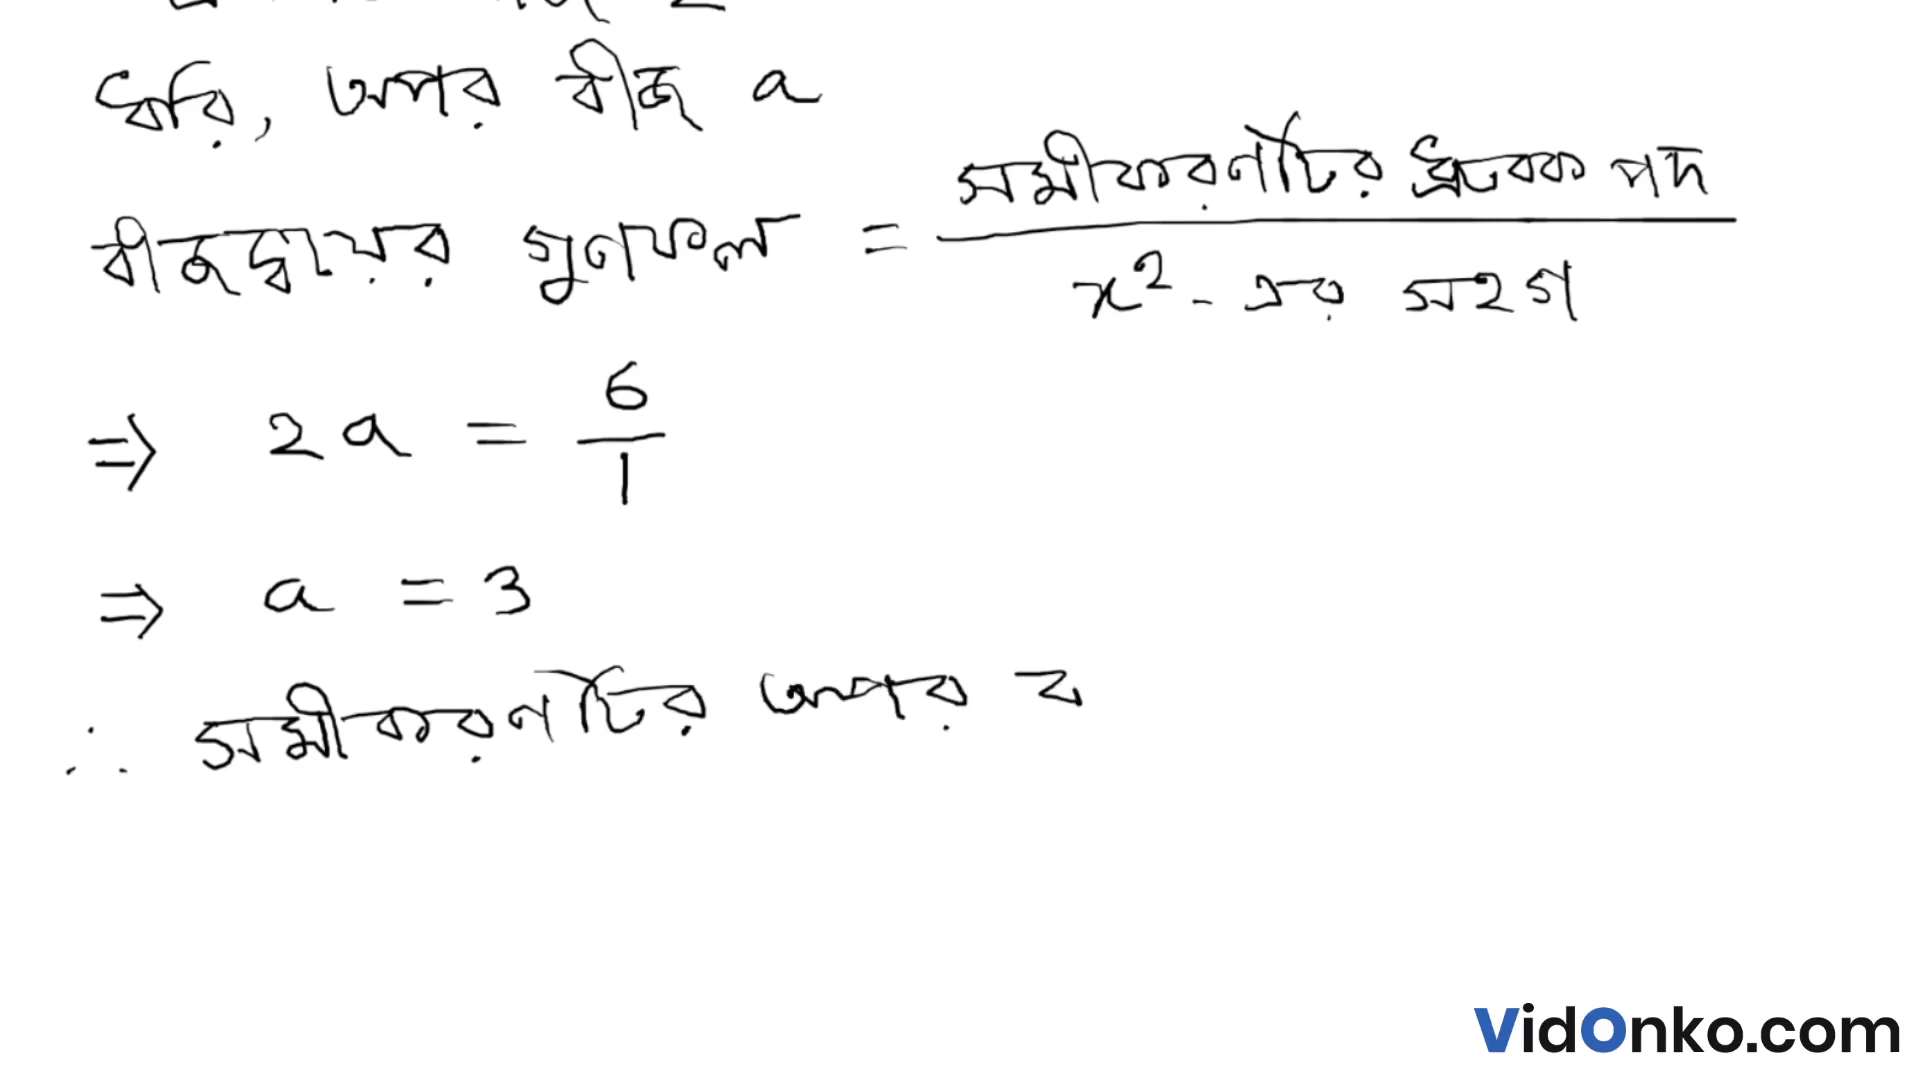 ধরি, অপর বীজ a
বীজদ্বয়ের গুণফল = সমীকরণটির ধ্রুবক পদ / x² - এর সহগ
⇒ 2a = 6/1
⇒ a = 3
∴ সমীকরণটির অপর ব
VidOnko.com